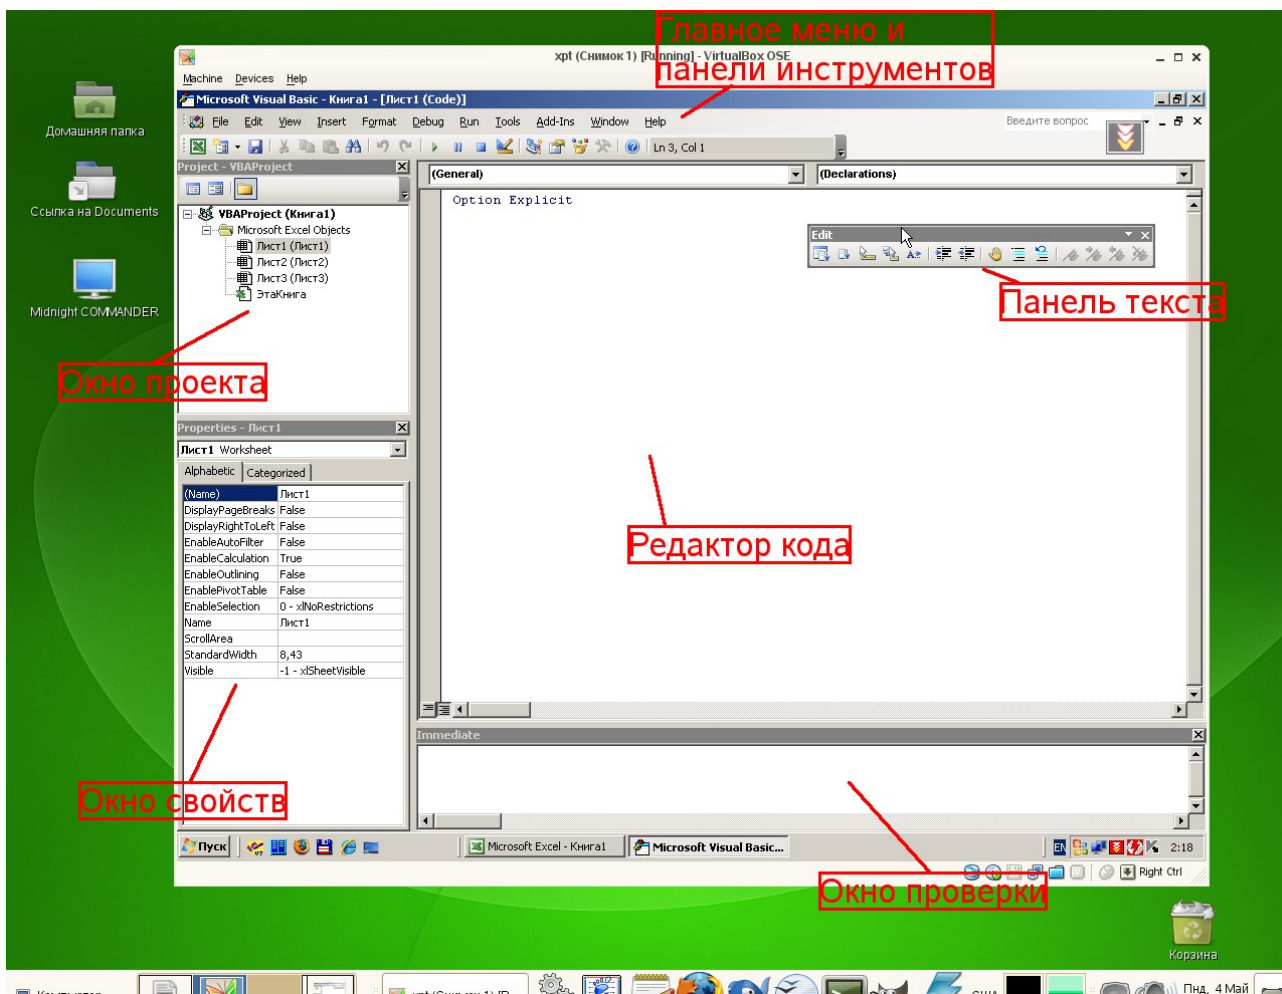 Главное меню и
панели инструментов
xpt (Снимок 1) [Running] - VirtualBox OSE
Machine Devices Help
Microsoft Visual Basic - Книга1 - [Лист1 (Code)]
File Edit View Insert Format Debug Run Tools Add-Ins Window Help
Введите вопрос
Ln 3, Col 1
Домашняя папка
Ссылка на Documents
Midnight COMMANDER
Project - VBAProject
VBAProject (Книга1)
Microsoft Excel Objects
Лист1 (Лист1)
Лист2 (Лист2)
Лист3 (Лист3)
ЭтаКнига
Окно проекта
(General)
(Declarations)
Option Explicit
Edit
Панель текста
Редактор кода
Properties - Лист1
Лист1 Worksheet
Alphabetic Categorized
(Name) Лист1
DisplayPageBreaks False
DisplayRightToLeft False
EnableAutoFilter False
EnableCalculation True
EnableOutlining False
EnablePivotTable False
EnableSelection 0 - xlNoRestrictions
Name Лист1
ScrollArea
StandardWidth 8,43
Visible -1 - xlSheetVisible
Окно свойств
Immediate
Окно проверки
Пуск
Microsoft Excel - Книга1
Microsoft Visual Basic...
EN
2:18
Right Ctrl
Корзина
Пнд, 4 Май